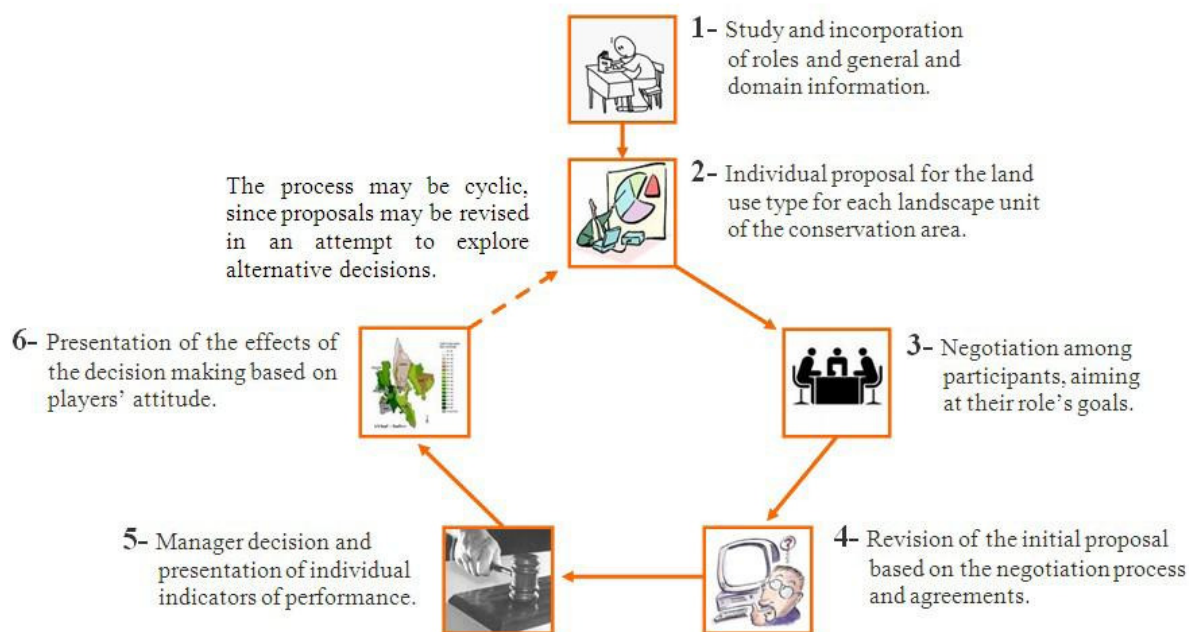 1- Study and incorporation
of roles and general and
domain information.
2- Individual proposal for the land
use type for each landscape unit
of the conservation area.
The process may be cyclic,
since proposals may be revised
in an attempt to explore
alternative decisions.
3- Negotiation among
participants, aiming
at their role's goals.
4- Revision of the initial proposal
based on the negotiation process
and agreements.
5- Manager decision and
presentation of individual
indicators of performance.
6- Presentation of the effects of
the decision making based on
players' attitude.
?